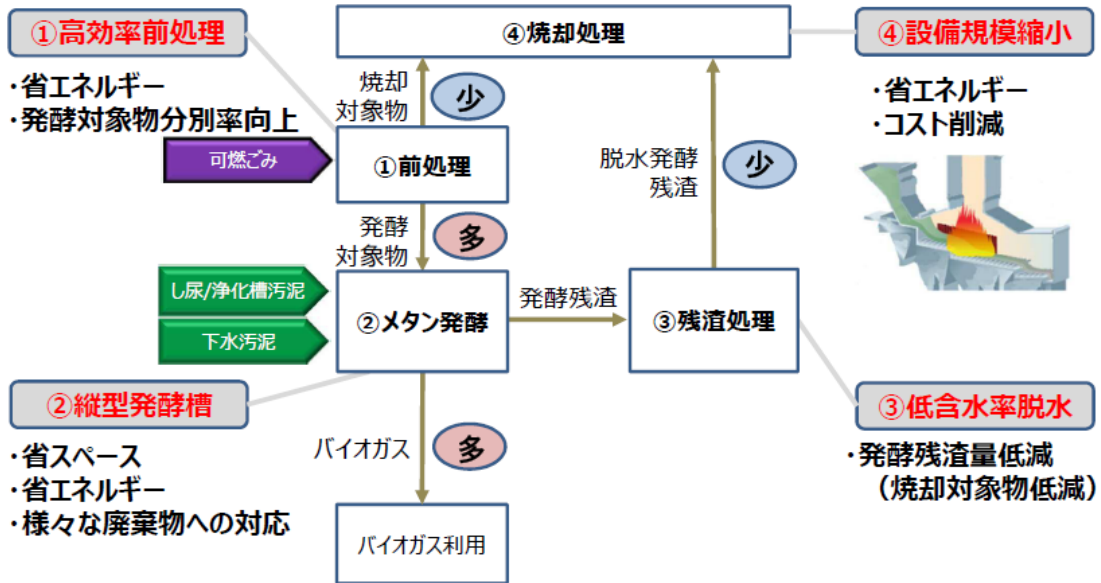 ①高効率前処理
・省エネルギー
・発酵対象物分別率向上
④焼却処理
④設備規模縮小
・省エネルギー
・コスト削減
焼却
対象物
少
可燃ごみ
①前処理
脱水発酵
残渣
少
発酵
対象物
多
し尿/浄化槽汚泥
下水汚泥
②メタン発酵
発酵残渣
③残渣処理
②縦型発酵槽
・省スペース
・省エネルギー
・様々な廃棄物への対応
③低含水率脱水
・発酵残渣量低減
（焼却対象物低減）
バイオガス
多
バイオガス利用